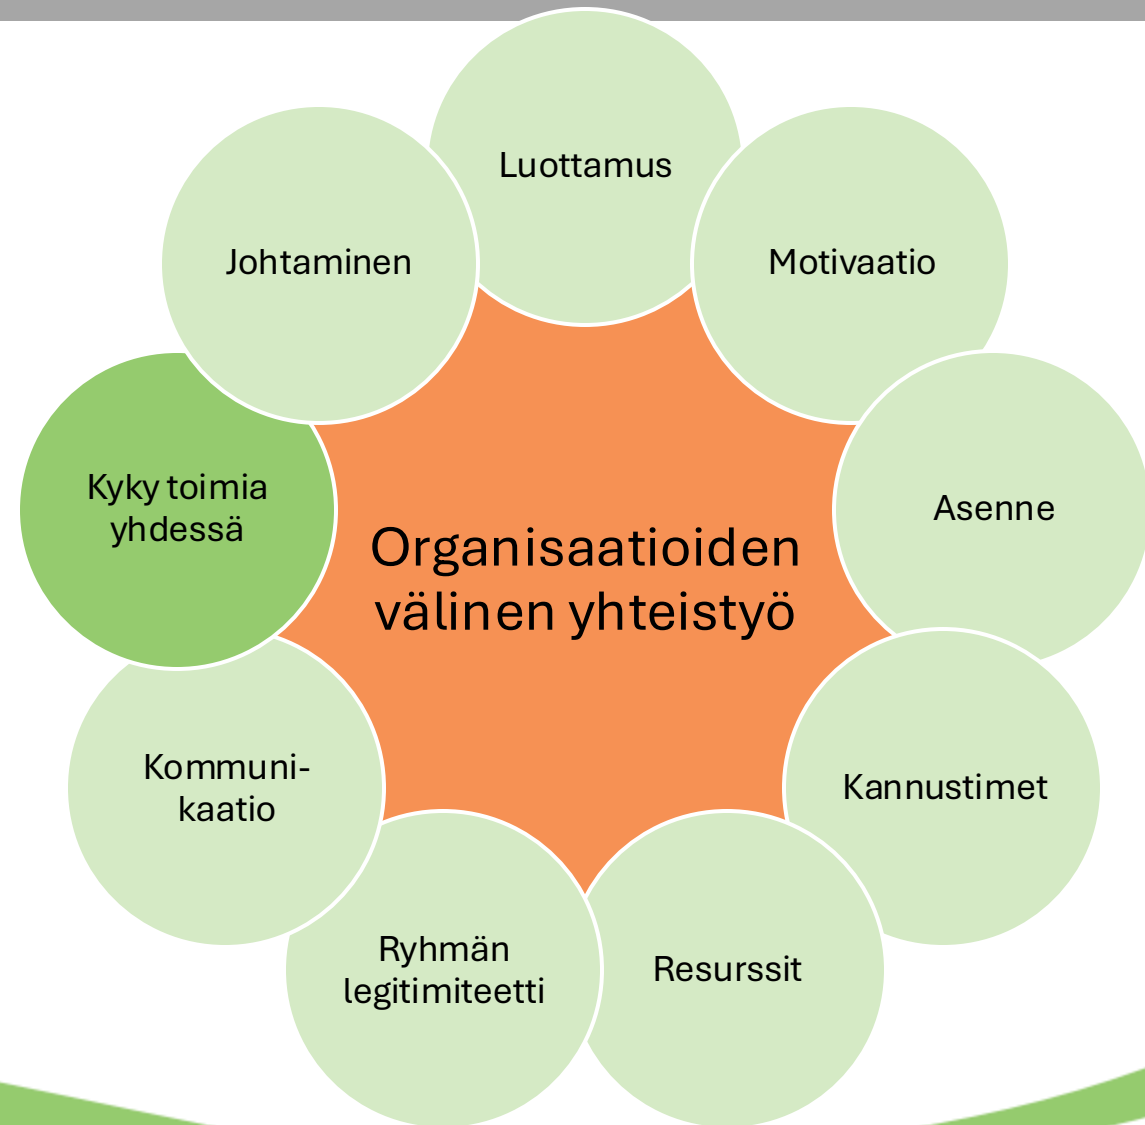 Luottamus
Johtaminen
Motivaatio
Kyky toimia
yhdessä
Asenne
Organisaatioiden
välinen yhteistyö
Kommuni-
kaatio
Kannustimet
Ryhmän
legitimiteetti
Resurssit